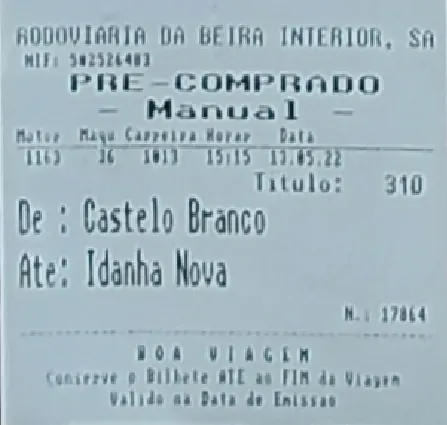 RODOVIARIA DA BEIRA INTERIOR, SA
NIF: 502526403
PRE-COMPRADO
- Manual -
Motor Maqu Carreira Horar Data
1163 36 1013 15:15 13.05.22
Titulo: 310
De : Castelo Branco
Ate: Idanha Nova
N.: 17864
BOA VIAGEM
Conserve o Bilhete ATE ao FIM da Viagem
Valido na Data de Emissao